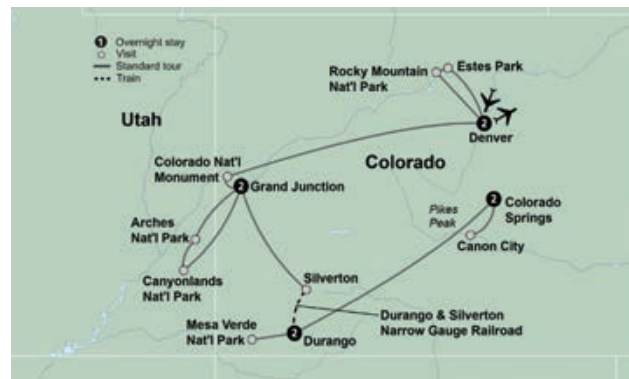 1 Overnight stay
Visit
Standard tour
Train
Utah
Colorado
Rocky Mountain
Nat'l Park
Estes Park
2
Denver
Colorado Nat'l
Monument
2 Grand Junction
Arches
Nat'l Park
Canyonlands
Nat'l Park
Pikes
Peak
2 Colorado
Springs
Canon City
Silverton
Durango & Silverton
Narrow Gauge Railroad
Mesa Verde
Nat'l Park
2 Durango